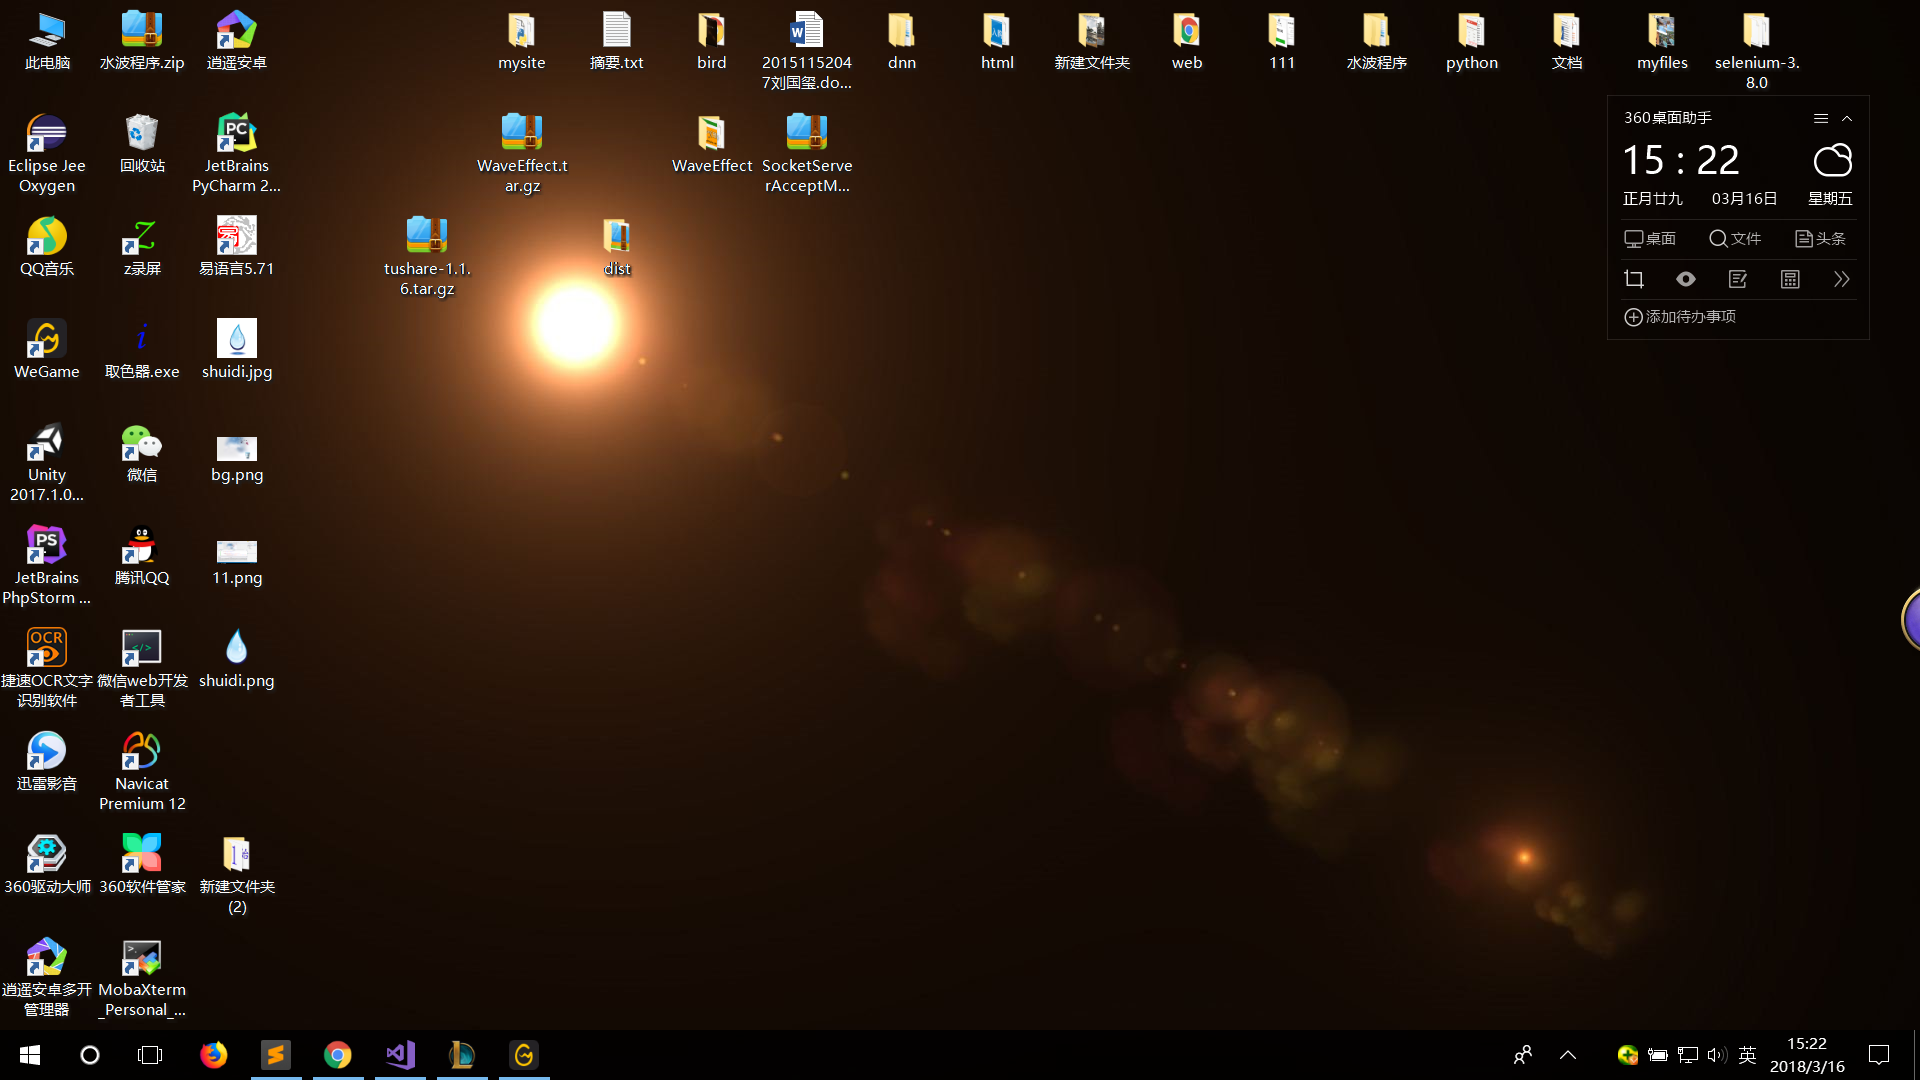 此电脑
水波程序.zip
逍遥安卓
mysite
摘要.txt
bird
2015115204
7刘国玺.do...
dnn
html
新建文件夹
web
111
水波程序
python
文档
myfiles
selenium-3.
8.0
Eclipse Jee
Oxygen
回收站
JetBrains
PyCharm 2...
WaveEffect.t
ar.gz
WaveEffect
SocketServe
rAcceptM...
360桌面助手
15 : 22
正月廿九
03月16日
星期五
桌面
文件
头条
添加待办事项
QQ音乐
z录屏
易语言5.71
tushare-1.1.
6.tar.gz
dist
WeGame
取色器.exe
shuidi.jpg
Unity
2017.1.0...
微信
bg.png
JetBrains
PhpStorm ...
腾讯QQ
11.png
捷速OCR文字
识别软件
微信web开发
者工具
shuidi.png
迅雷影音
Navicat
Premium 12
360驱动大师
360软件管家
新建文件夹
(2)
逍遥安卓多开
管理器
MobaXterm
_Personal_...
英
15:22
2018/3/16